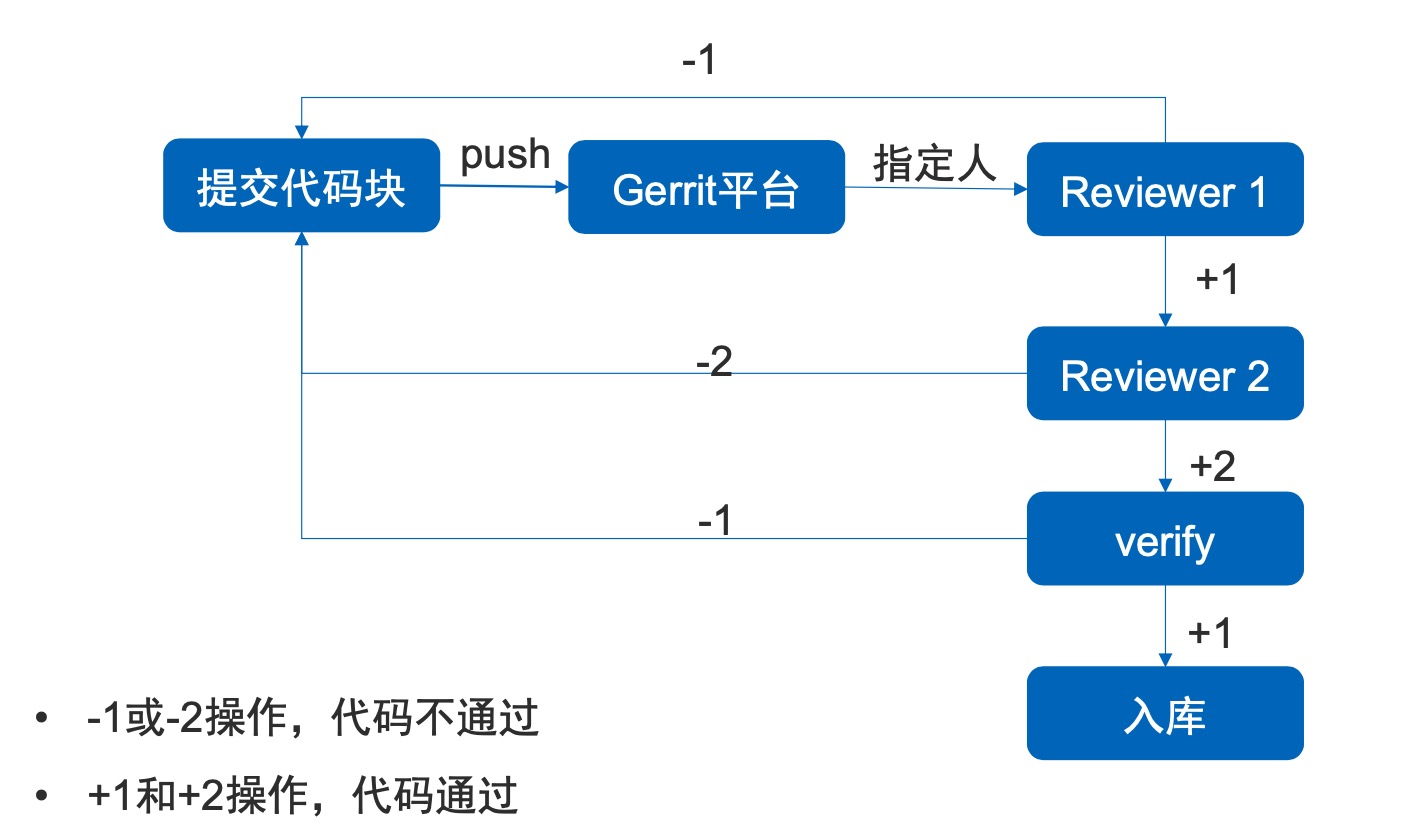 -1
提交代码块
push
Gerrit平台
指定人
Reviewer 1
+1
-2
Reviewer 2
+2
-1
verify
+1
入库
• -1或-2操作，代码不通过
• +1和+2操作，代码通过